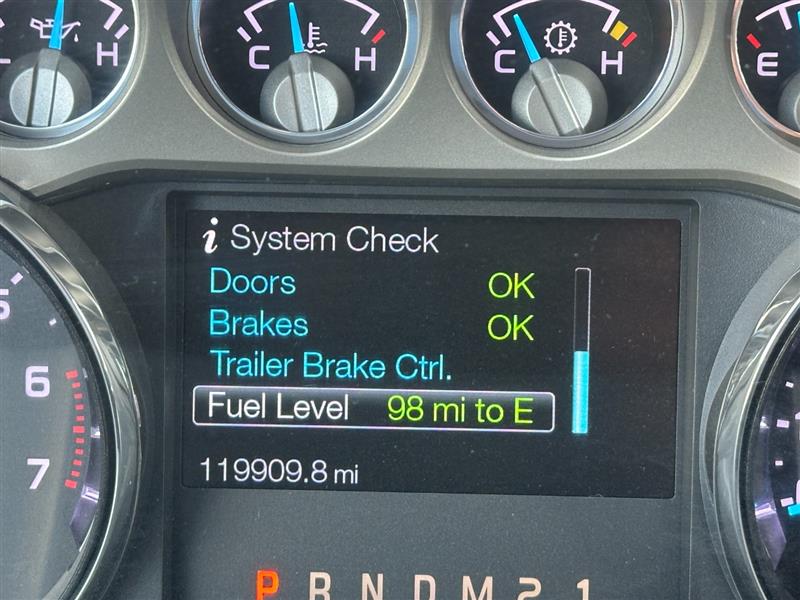 H C H C H E
i System Check
Doors OK
Brakes OK
Trailer Brake Ctrl.
Fuel Level 98 mi to E
119909.8 mi
5
6
7
P R N D M 2 1